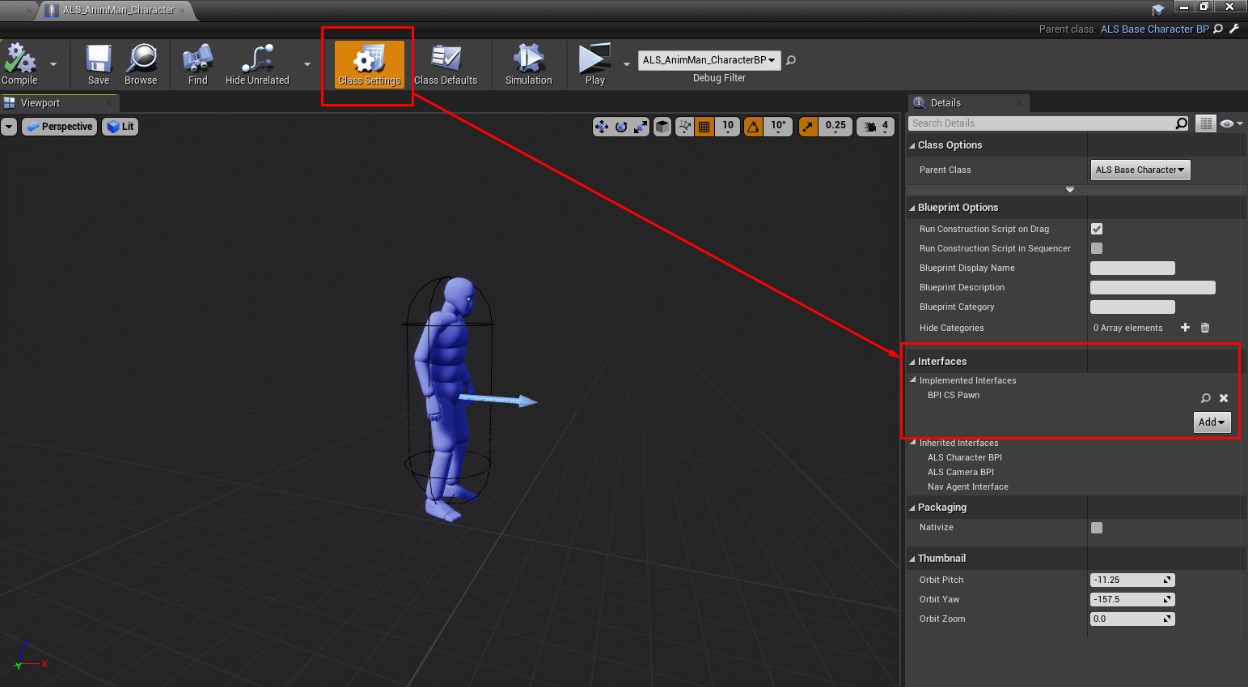 ALS_AnimMan_Character
Parent class: ALS Base Character BP
Compile
Save
Browse
Find
Hide Unrelated
Class Settings
Class Defaults
Simulation
Play
ALS_AnimMan_CharacterBP
Debug Filter
Viewport
Details
Perspective
Lit
10
10°
0.25
4
Search Details
Class Options
Parent Class
ALS Base Character
Blueprint Options
Run Construction Script on Drag
Run Construction Script in Sequencer
Blueprint Display Name
Blueprint Description
Blueprint Category
Hide Categories
0 Array elements
Interfaces
Implemented Interfaces
BPI CS Pawn
Add
Inherited Interfaces
ALS Character BPI
ALS Camera BPI
Nav Agent Interface
Packaging
Nativize
Thumbnail
Orbit Pitch
-11.25
Orbit Yaw
-157.5
Orbit Zoom
0.0
Z
X
Y